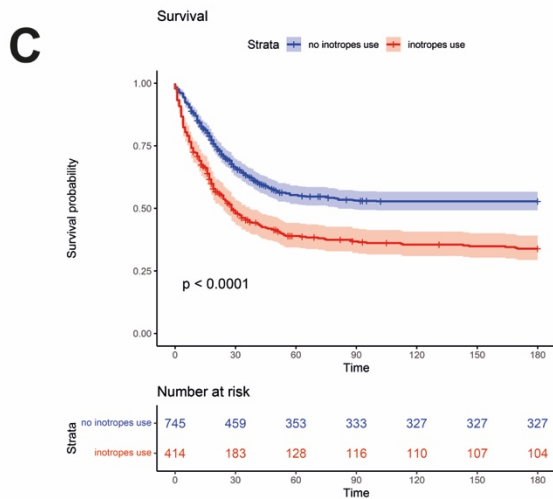 C
Survival
Strata no inotropes use inotropes use
Survival probability
1.00
0.75
0.50
0.25
0.00
p < 0.0001
0 30 60 90 120 150 180
Time
Number at risk
Strata
no inotropes use 745 459 353 333 327 327 327
inotropes use 414 183 128 116 110 107 104
0 30 60 90 120 150 180
Time